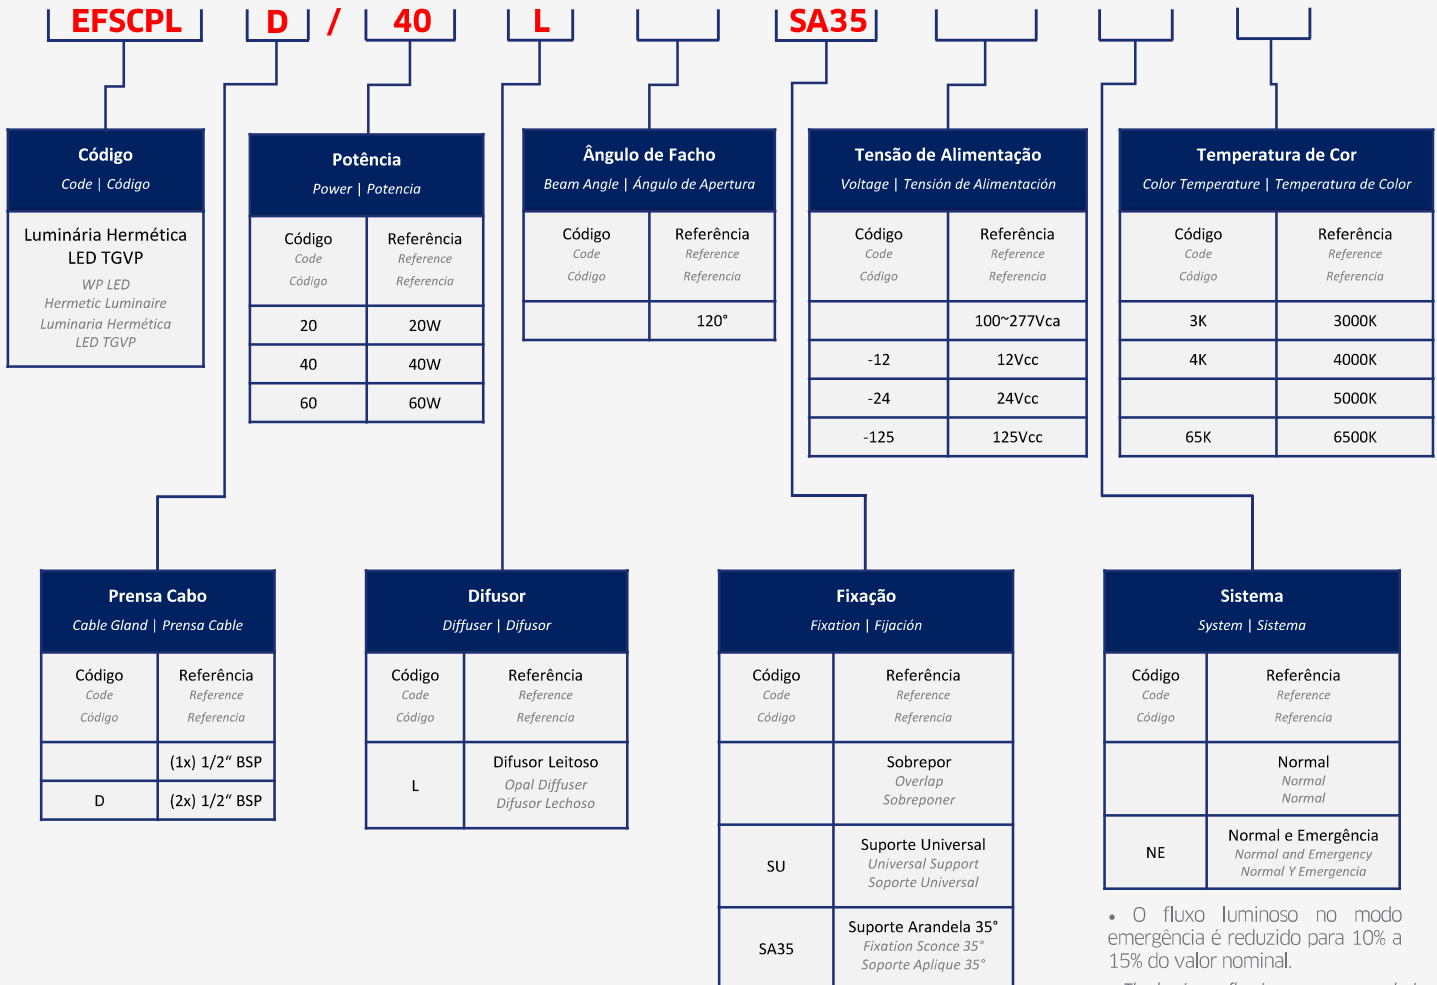 EFSCPL D / 40 L SA35
Código
Code | Código
Luminária Hermética
LED TGVP
WP LED
Hermetic Luminaire
Luminaria Hermética
LED TGVP
Potência
Power | Potencia
Código Referência
Code Reference
Código Referencia
20 20W
40 40W
60 60W
Ângulo de Facho
Beam Angle | Ángulo de Apertura
Código Referência
Code Reference
Código Referencia
120°
Tensão de Alimentação
Voltage | Tensión de Alimentación
Código Referência
Code Reference
Código Referencia
100~277Vca
-12 12Vcc
-24 24Vcc
-125 125Vcc
Temperatura de Cor
Color Temperature | Temperatura de Color
Código Referência
Code Reference
Código Referencia
3K 3000K
4K 4000K
5000K
65K 6500K
Prensa Cabo
Cable Gland | Prensa Cable
Código Referência
Code Reference
Código Referencia
(1x) 1/2“ BSP
D (2x) 1/2“ BSP
Difusor
Diffuser | Difusor
Código Referência
Code Reference
Código Referencia
L
Difusor Leitoso
Opal Diffuser
Difusor Lechoso
Fixação
Fixation | Fijación
Código Referência
Code Reference
Código Referencia
Sobrepor
Overlap
Sobreponer
SU
Suporte Universal
Universal Support
Soporte Universal
SA35
Suporte Arandela 35°
Fixation Sconce 35°
Soporte Aplique 35°
Sistema
System | Sistema
Código Referência
Code Reference
Código Referencia
Normal
Normal
Normal
NE
Normal e Emergência
Normal and Emergency
Normal Y Emergencia
• O fluxo luminoso no modo
emergência é reduzido para 10% a
15% do valor nominal.